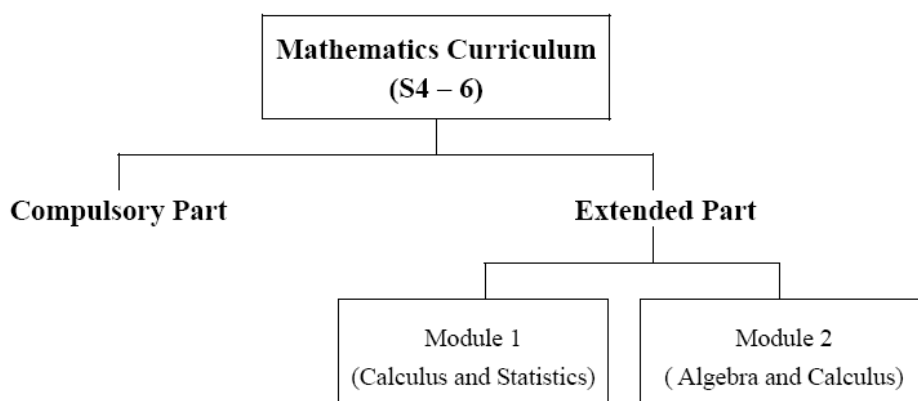 Mathematics Curriculum
(S4 – 6)
Compulsory Part
Extended Part
Module 1
(Calculus and Statistics)
Module 2
( Algebra and Calculus)